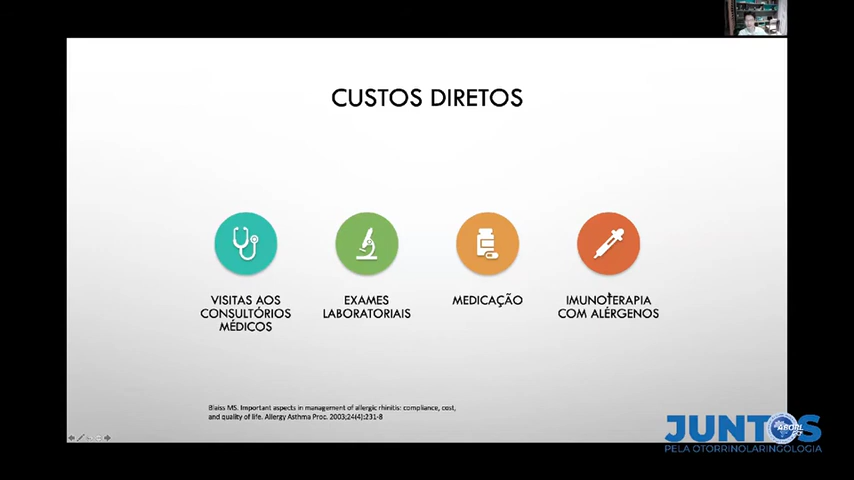 CUSTOS DIRETOS
VISITAS AOS
CONSULTÓRIOS
MÉDICOS
EXAMES
LABORATORIAIS
MEDICAÇÃO
IMUNOTERAPIA
COM ALÉRGENOS
Blaiss MS. Important aspects in management of allergic rhinitis: compliance, cost,
and quality of life. Allergy Asthma Proc. 2003;24(4):231-8
JUNTOS
ABORL
PELA OTORRINOLARINGOLOGIA